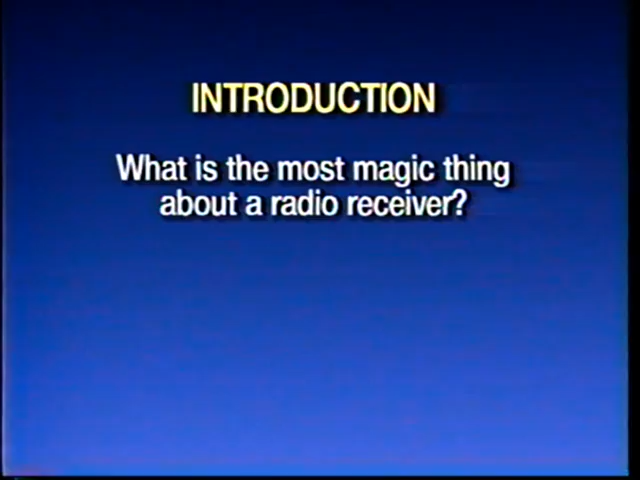 INTRODUCTION
What is the most magic thing
about a radio receiver?